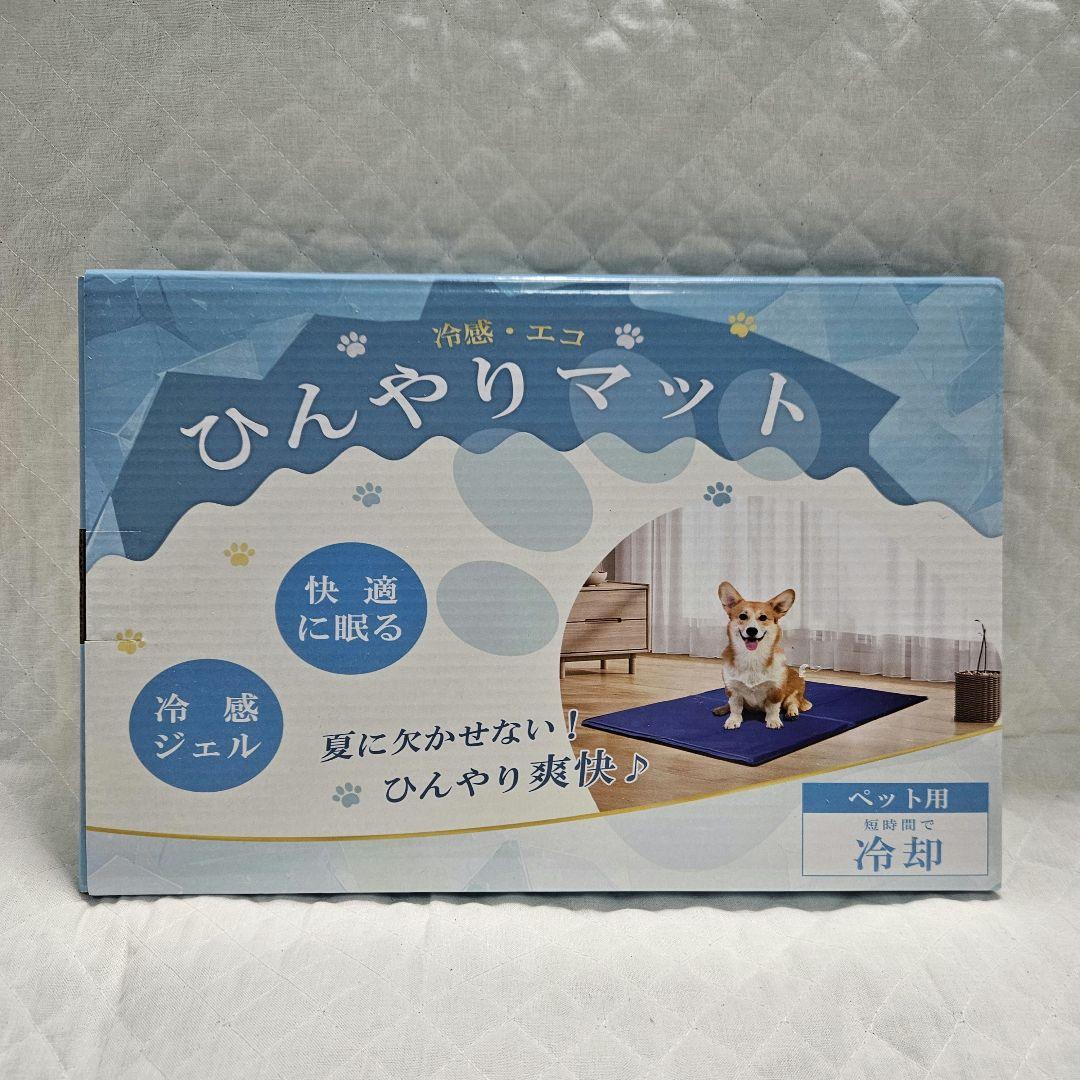 冷感・エコ
ひんやりマット
快適
に眠る
冷感
ジェル
夏に欠かせない！
ひんやり爽快♪
ペット用
短時間で
冷却